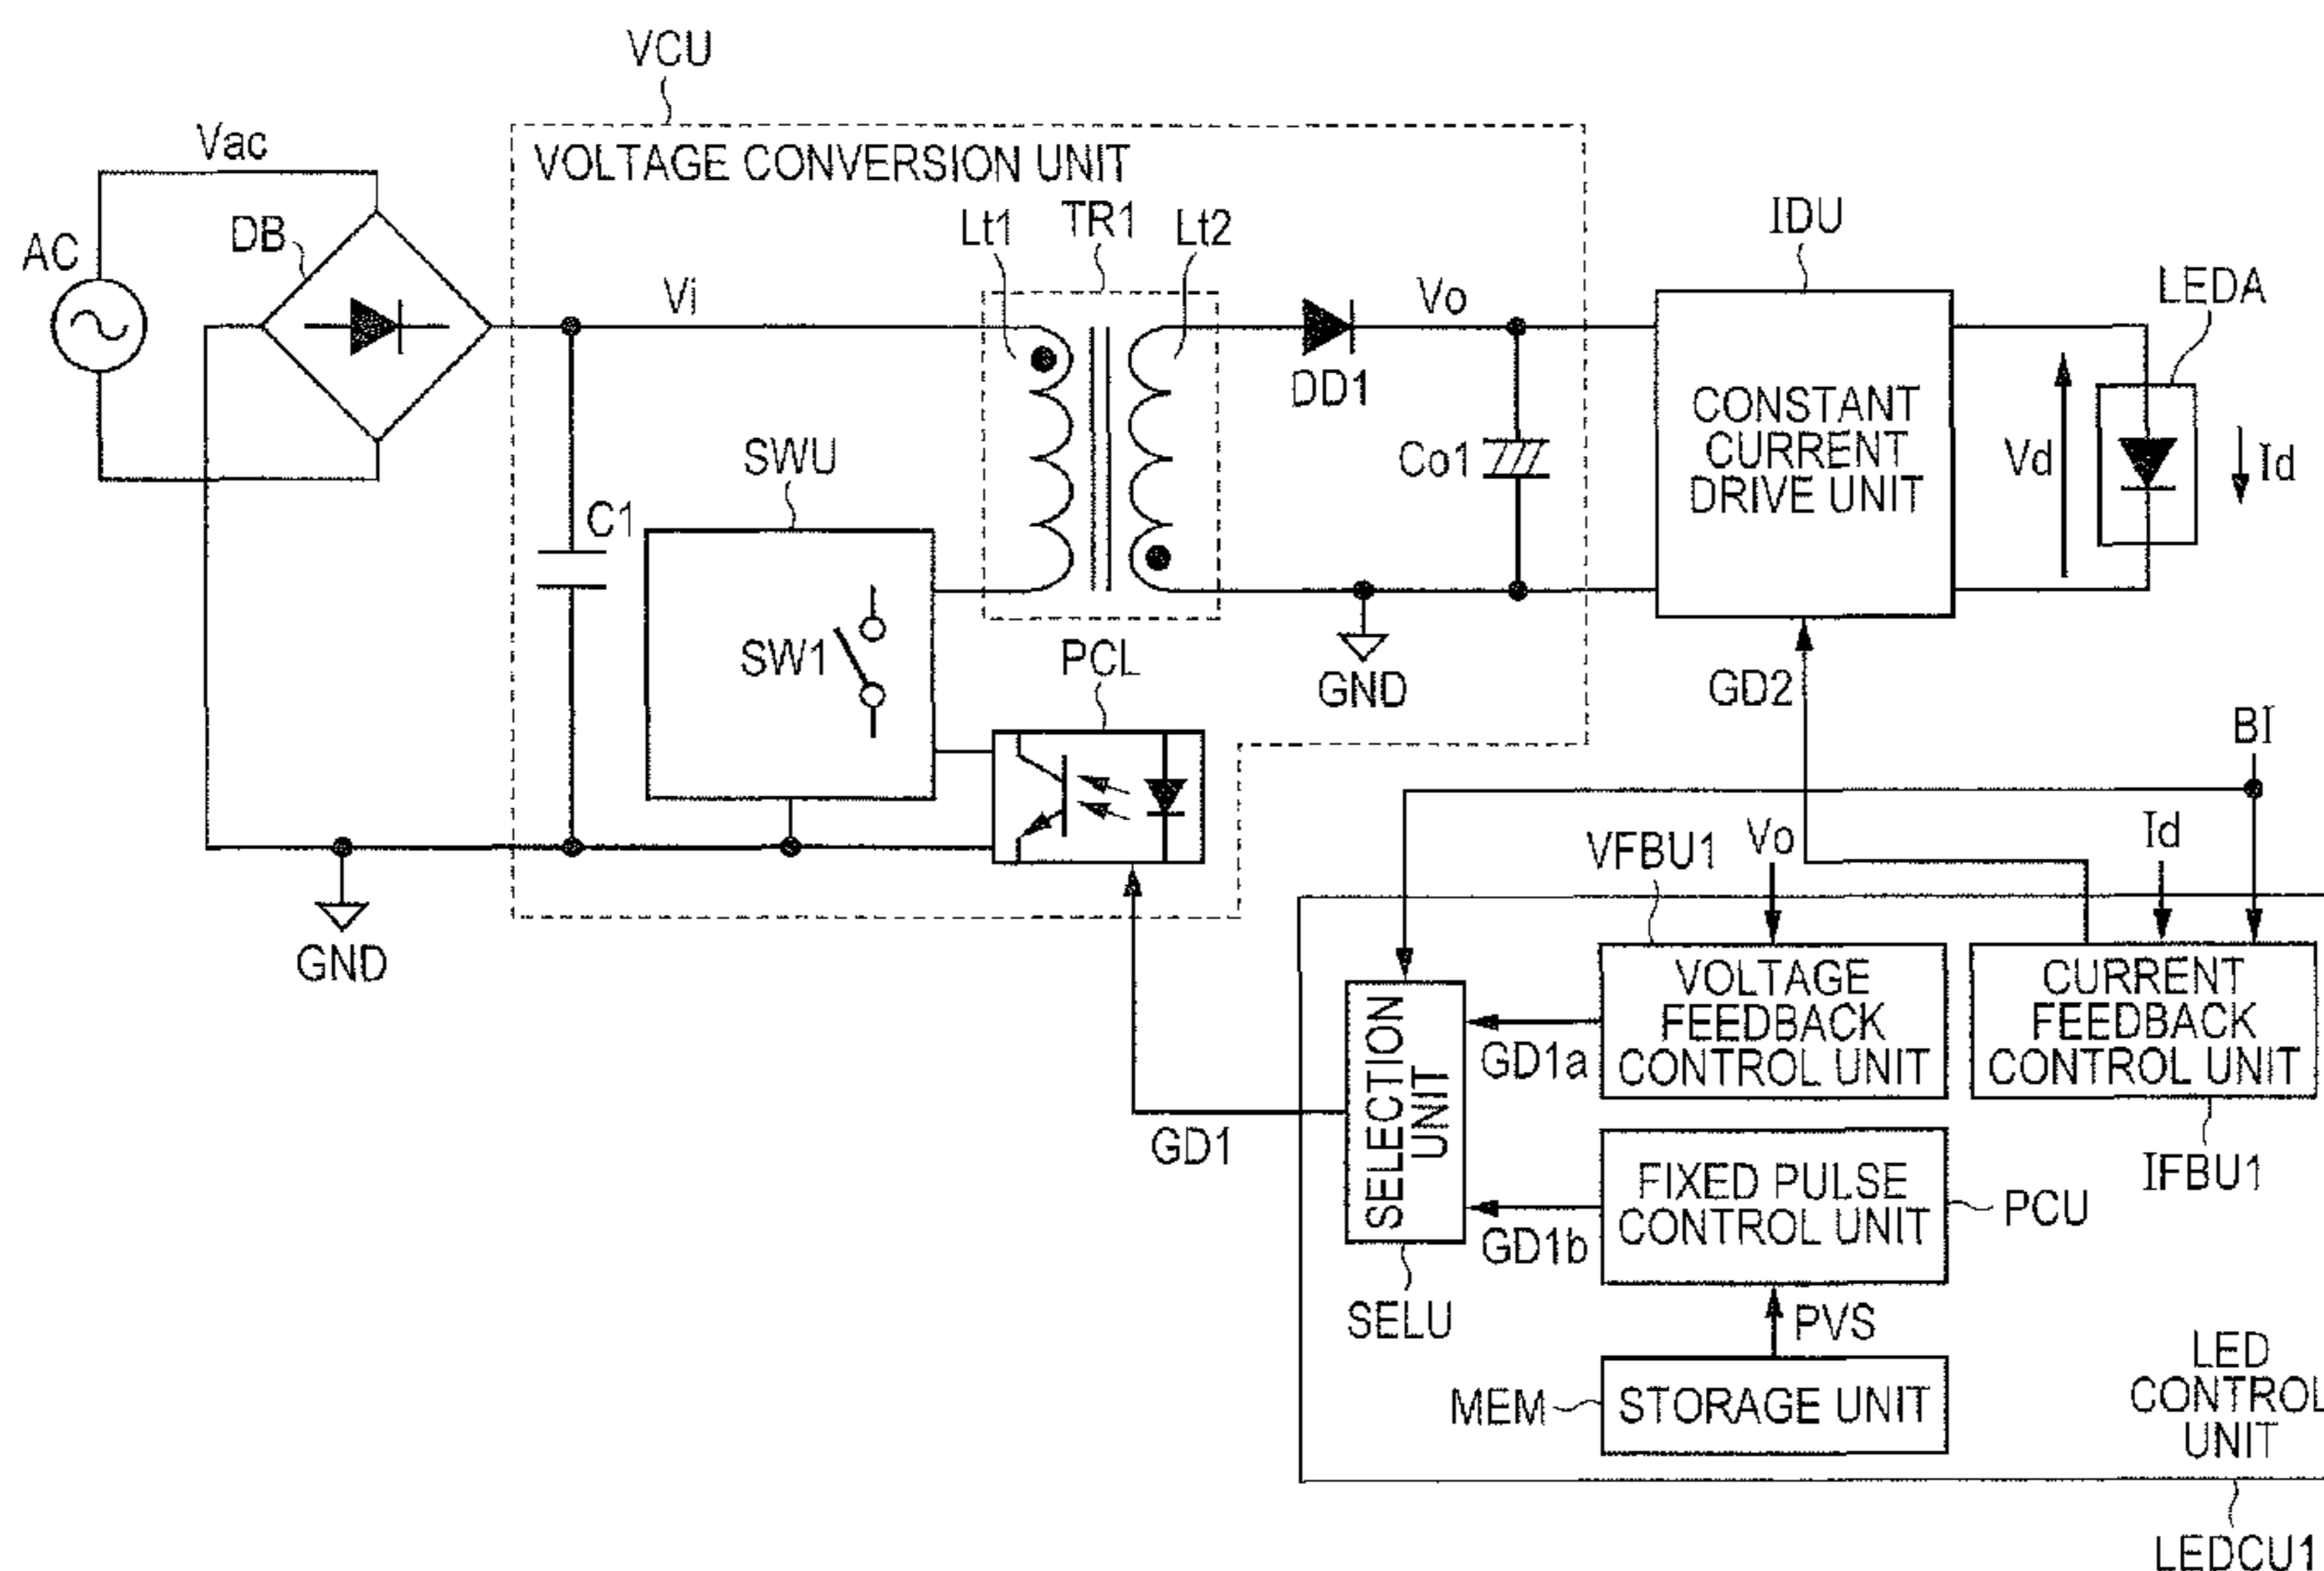 VCU
Vac
VOLTAGE CONVERSION UNIT
AC
DB
Vi
Lt1
TR1
Lt2
Vo
DD1
Co1
IDU
CONSTANT
CURRENT
DRIVE UNIT
LEDA
Vd
Id
C1
SWU
SW1
PCL
GND
GD2
BI
GND
VFBU1
Vo
Id
VOLTAGE
FEEDBACK
CONTROL UNIT
CURRENT
FEEDBACK
CONTROL UNIT
SELECTION
UNIT
GD1a
GD1
IFBU1
FIXED PULSE
CONTROL UNIT
PCU
GD1b
SELU
PVS
MEM
STORAGE UNIT
LED
CONTROL
UNIT
LEDCU1